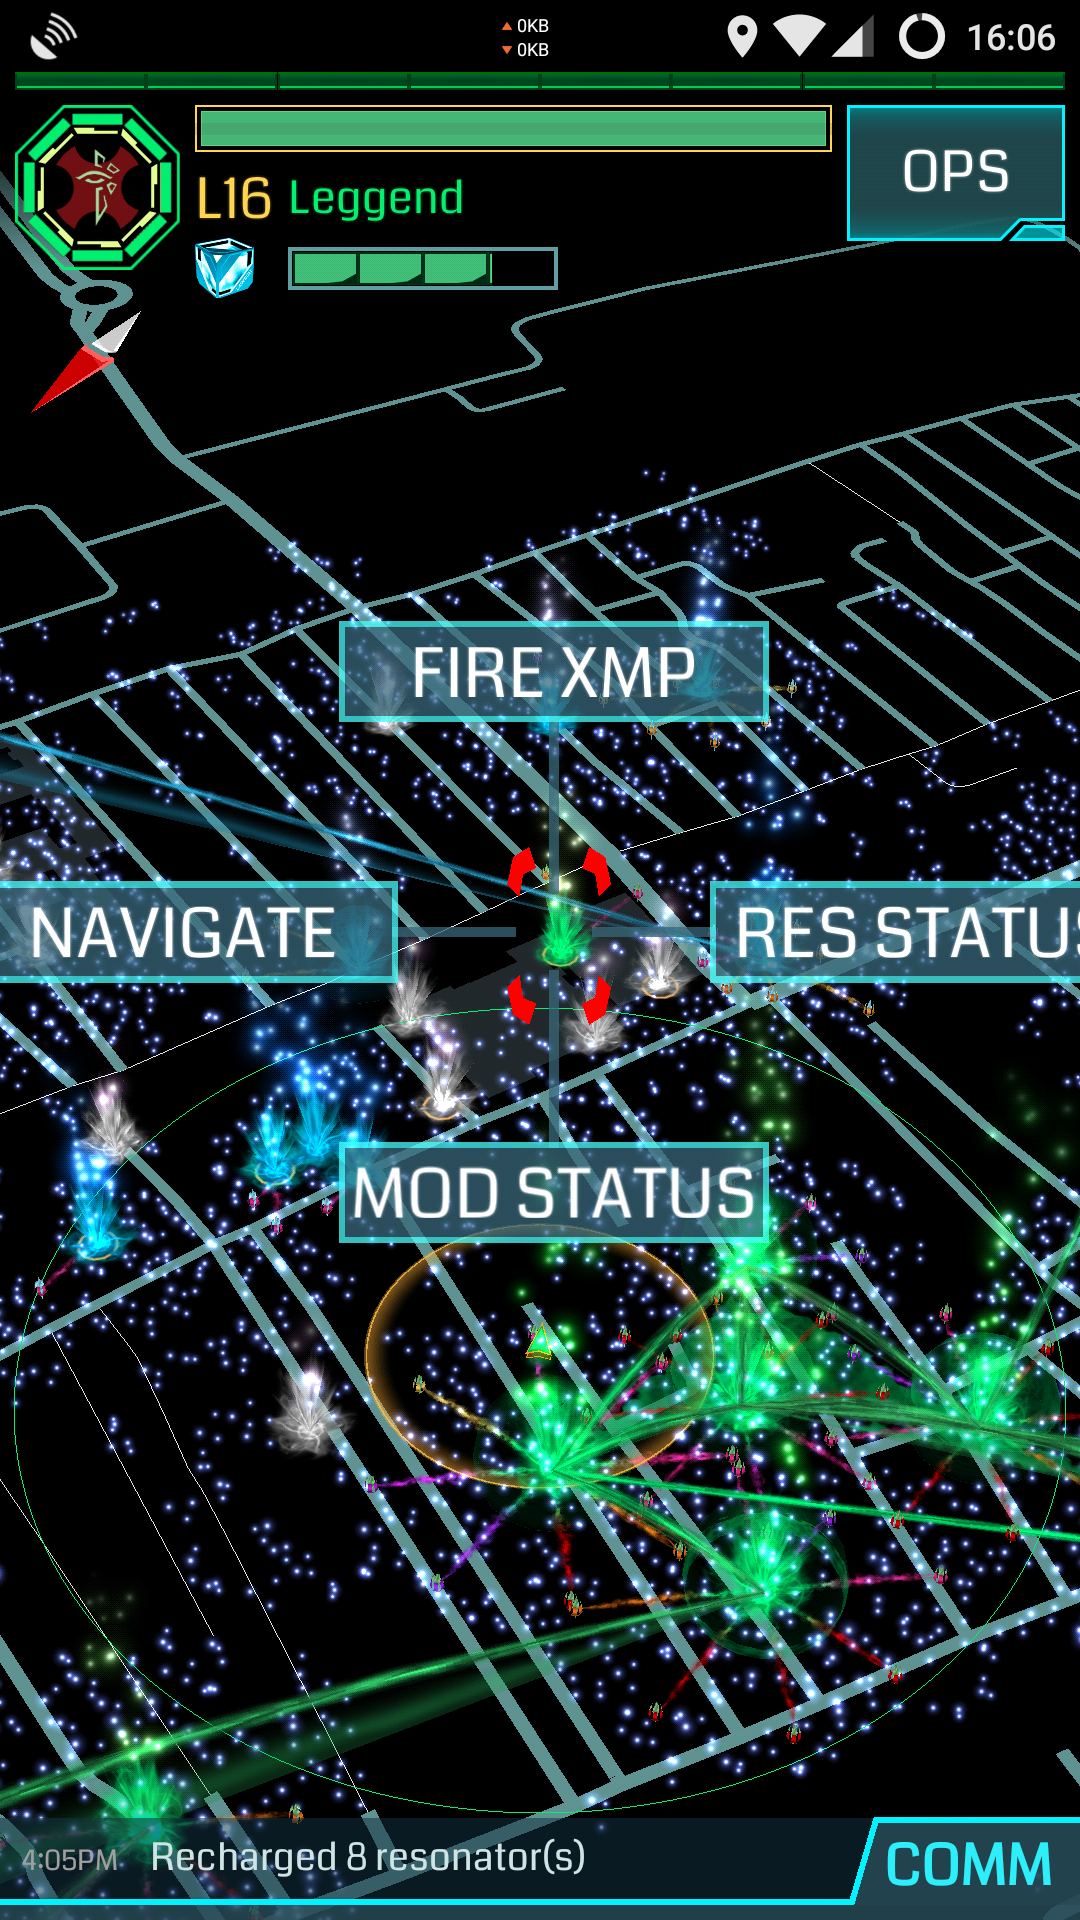 0KB
0KB
16:06
OPS
L16 Leggend
FIRE XMP
NAVIGATE
RES STATUS
MOD STATUS
4:05PM Recharged 8 resonator(s)
COMM